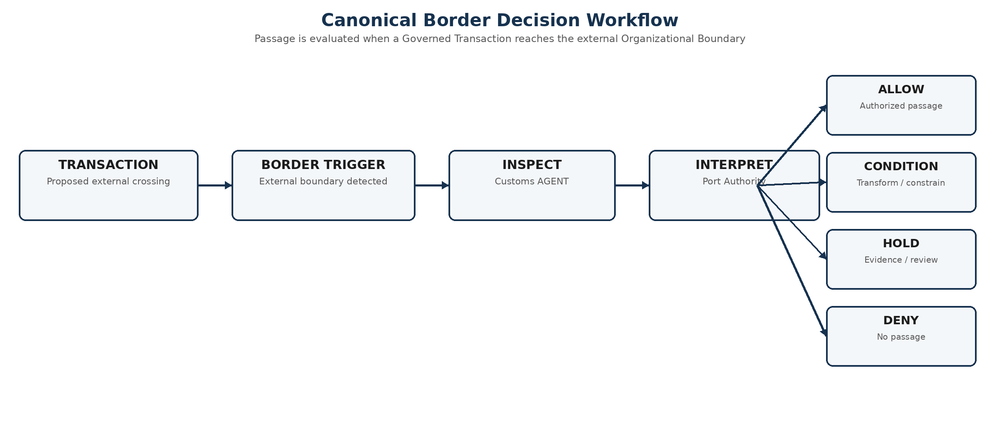 Canonical Border Decision Workflow
Passage is evaluated when a Governed Transaction reaches the external Organizational Boundary
TRANSACTION
Proposed external crossing
BORDER TRIGGER
External boundary detected
INSPECT
Customs AGENT
INTERPRET
Port Authority
ALLOW
Authorized passage
CONDITION
Transform / constrain
HOLD
Evidence / review
DENY
No passage